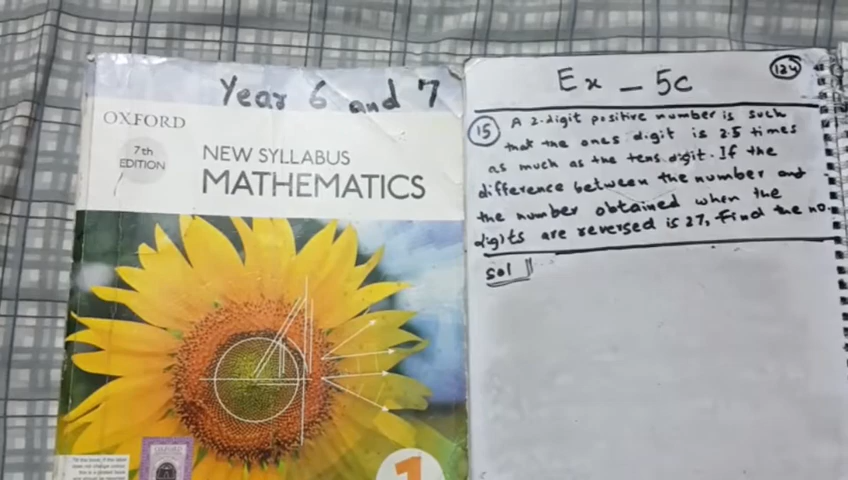 Year 6 and 7
OXFORD
7th
EDITION
NEW SYLLABUS
MATHEMATICS
1
Ex - 5C
124
15 A 2-digit positive number is such
that the ones digit is 2.5 times
as much as the tens digit. If the
difference between the number and
the number obtained when the
digits are reversed is 27, Find the no.
Sol